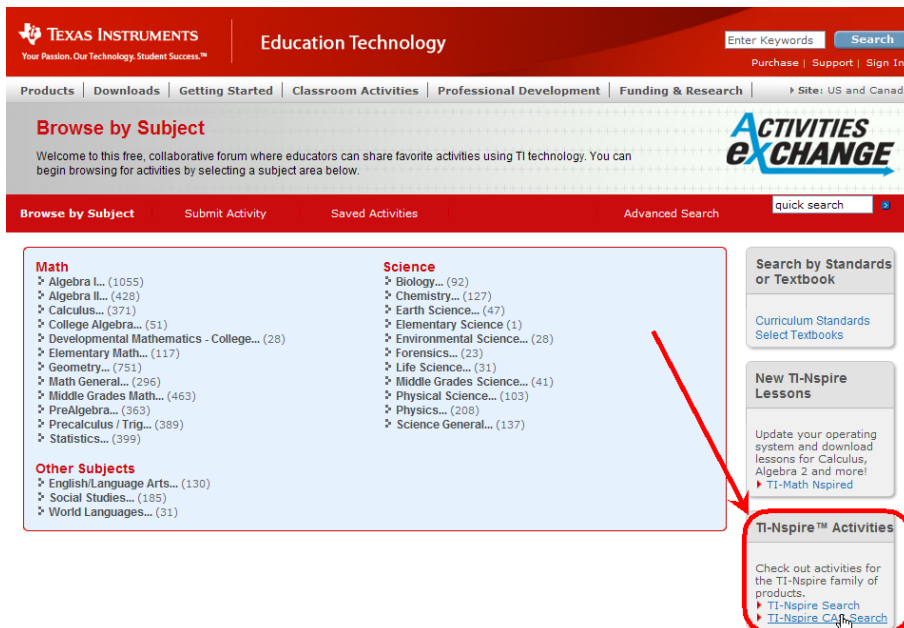 TEXAS INSTRUMENTS
Your Passion. Our Technology. Student Success.™
Education Technology
Enter Keywords Search
Purchase | Support | Sign In
Products | Downloads | Getting Started | Classroom Activities | Professional Development | Funding & Research | Site: US and Canad
Browse by Subject
Welcome to this free, collaborative forum where educators can share favorite activities using TI technology. You can
begin browsing for activities by selecting a subject area below.
ACTIVITIES
eXCHANGE
Browse by Subject Submit Activity Saved Activities Advanced Search quick search
Math
Algebra I... (1055)
Algebra II... (428)
Calculus... (371)
College Algebra... (51)
Developmental Mathematics - College... (28)
Elementary Math... (117)
Geometry... (751)
Math General... (296)
Middle Grades Math... (463)
PreAlgebra... (363)
Precalculus / Trig... (389)
Statistics... (399)
Other Subjects
English/Language Arts... (130)
Social Studies... (185)
World Languages... (31)
Science
Biology... (92)
Chemistry... (127)
Earth Science... (47)
Elementary Science (1)
Environmental Science... (28)
Forensics... (23)
Life Science... (31)
Middle Grades Science... (41)
Physical Science... (103)
Physics... (208)
Science General... (137)
Search by Standards
or Textbook
Curriculum Standards
Select Textbooks
New TI-Nspire
Lessons
Update your operating
system and download
lessons for Calculus,
Algebra 2 and more!
TI-Math Nspired
TI-Nspire™ Activities
Check out activities for
the TI-Nspire family of
products.
TI-Nspire Search
TI-Nspire CAS Search